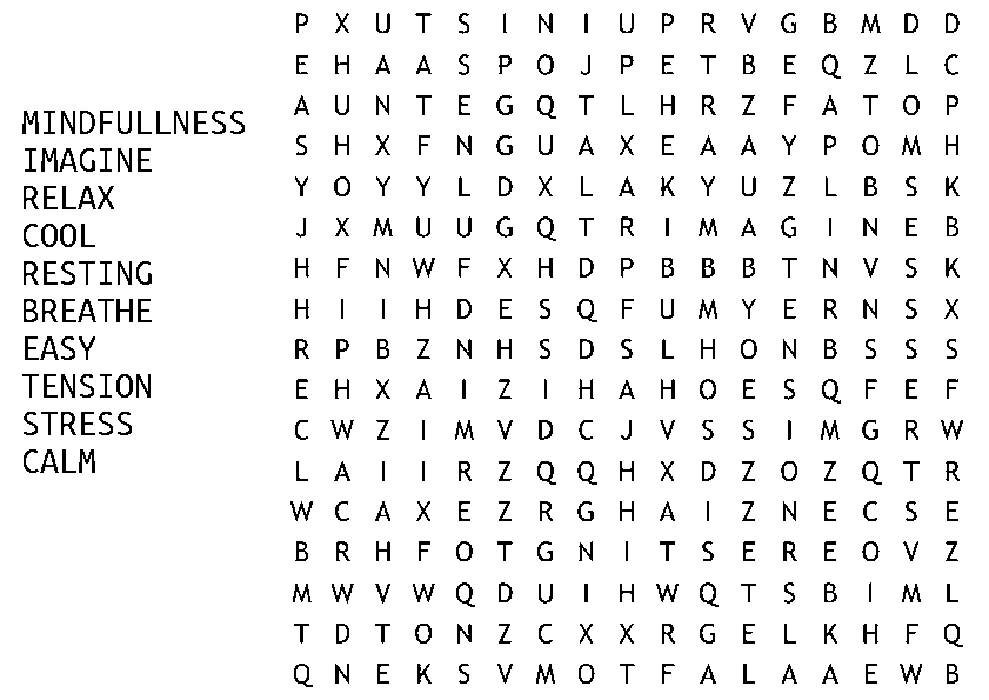 MINDFULLNESS
IMAGINE
RELAX
COOL
RESTING
BREATHE
EASY
TENSION
STRESS
CALM
P X U T S I N I U P R V G B M D D
E H A A S P O J P E T B E Q Z L C
A U N T E G Q T L H R Z F A T O P
S H X F N G U A X E A A Y P O M H
Y O Y Y L D X L A K Y U Z L B S K
J X M U U G Q T R I M A G I N E B
H F N W F X H D P B B B T N V S K
H I I H D E S Q F U M Y E R N S X
R P B Z N H S D S L H O N B S S S
E H X A I Z I H A H O E S Q F E F
C W Z I M V D C J V S S I M G R W
L A I I R Z Q Q H X D Z O Z Q T R
W C A X E Z R G H A I Z N E C S E
B R H F O T G N I T S E R E O V Z
M W V W Q D U I H W Q T S B I M L
T D T O N Z C X X R G E L K H F Q
Q N E K S V M O T F A L A A E W B